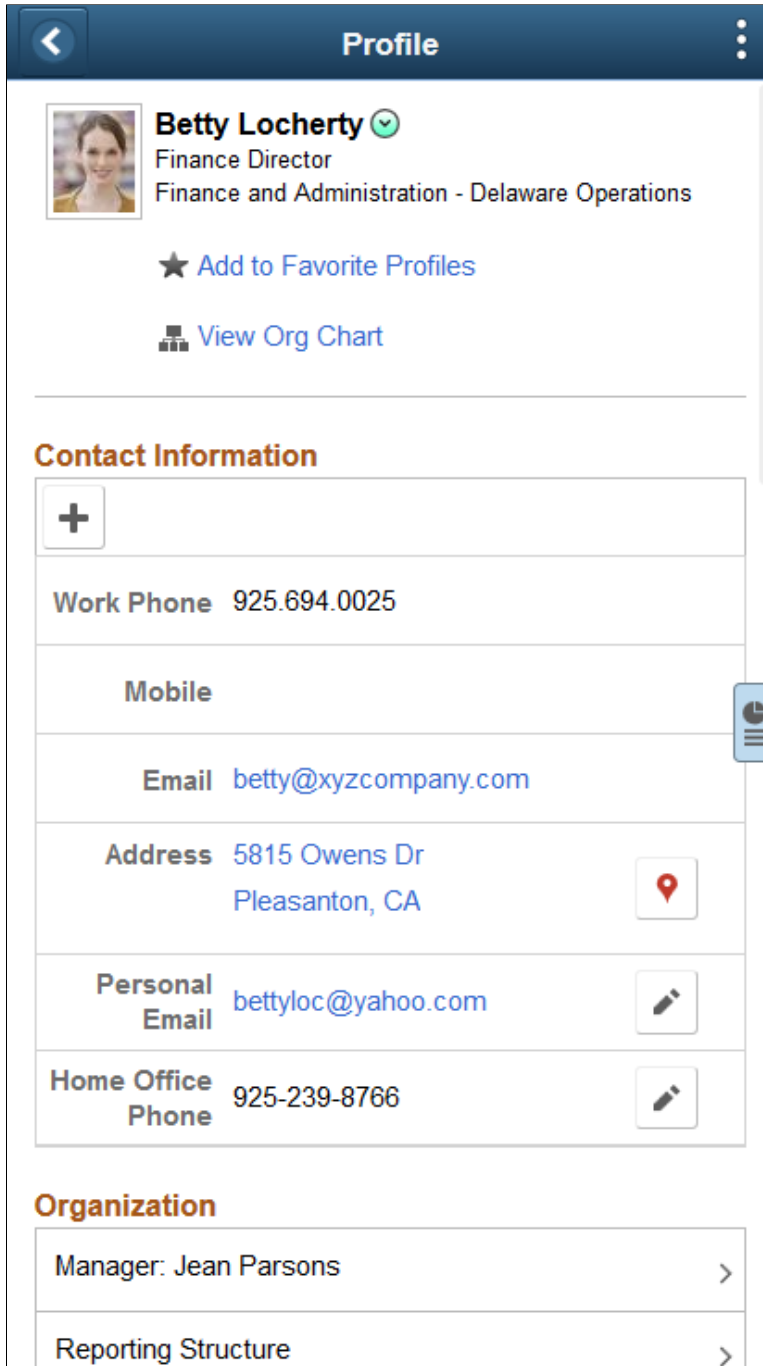 Profile
Betty Locherty
Finance Director
Finance and Administration - Delaware Operations
Add to Favorite Profiles
View Org Chart
Contact Information
Work Phone 925.694.0025
Mobile
Email betty@xyzcompany.com
Address 5815 Owens Dr
Pleasanton, CA
Personal
Email bettyloc@yahoo.com
Home Office
Phone 925-239-8766
Organization
Manager: Jean Parsons
Reporting Structure